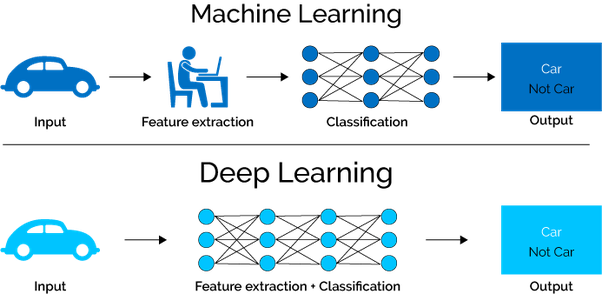 Machine Learning
Car
Not Car
Input
Feature extraction
Classification
Output
Deep Learning
Car
Not Car
Input
Feature extraction + Classification
Output